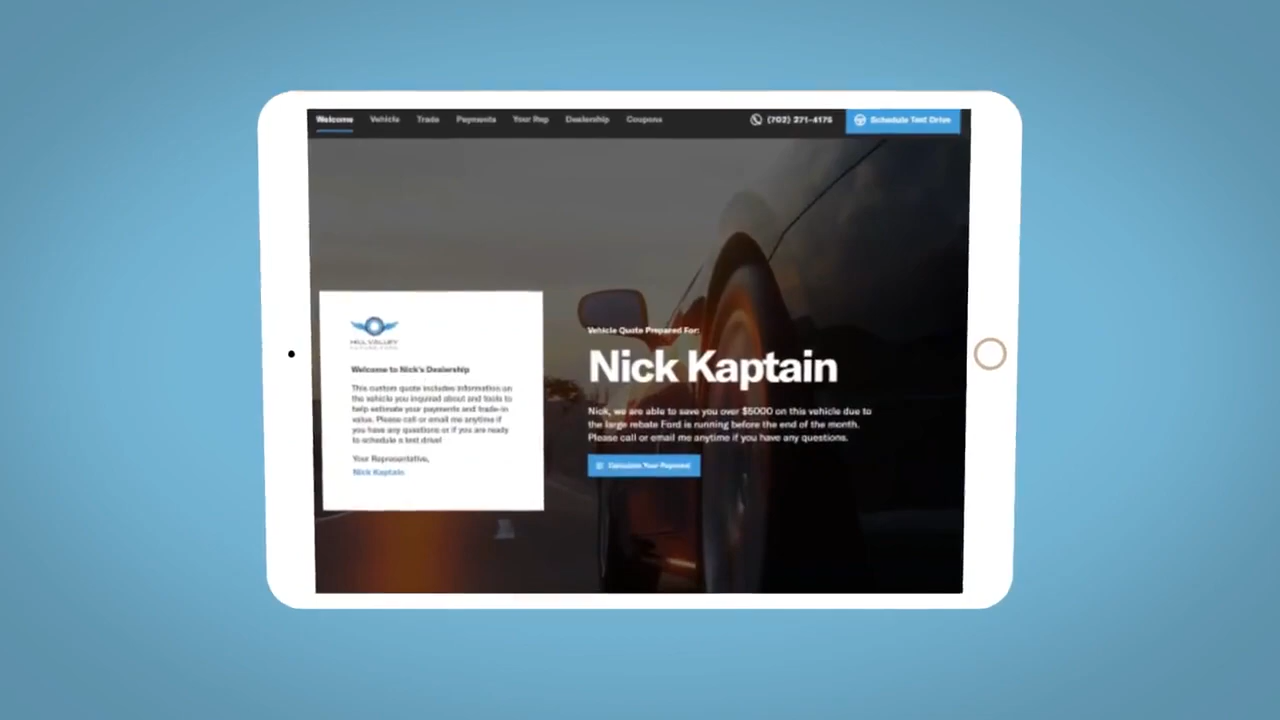 Welcome Vehicle Trade Payments Your Rep Dealership Coupons (702) 271-4175 Schedule Test Drive
HILL VALLEY
Welcome to Nick's Dealership
This custom quote includes information on
the vehicle you inquired about and tools to
help estimate your payments and trade-in
value. Please call or email me anytime if
you have any questions or if you are ready
to schedule a test drive!
Your Representative,
Nick Kaptain
Vehicle Quote Prepared For:
Nick Kaptain
Nick, we are able to save you over $5000 on this vehicle due to
the large rebate Ford is running before the end of the month.
Please call or email me anytime if you have any questions.
Calculate Your Payment